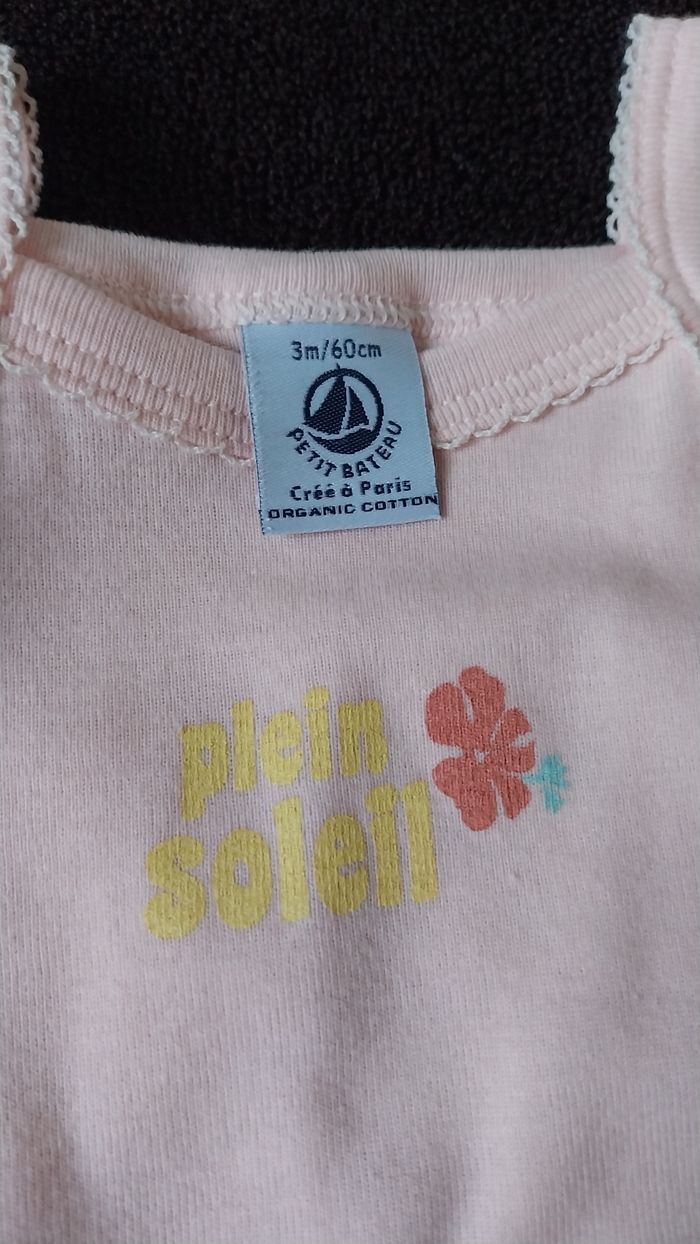 3m/60cm
PETIT BATEAU
Créé à Paris
ORGANIC COTTON
plein
soleil